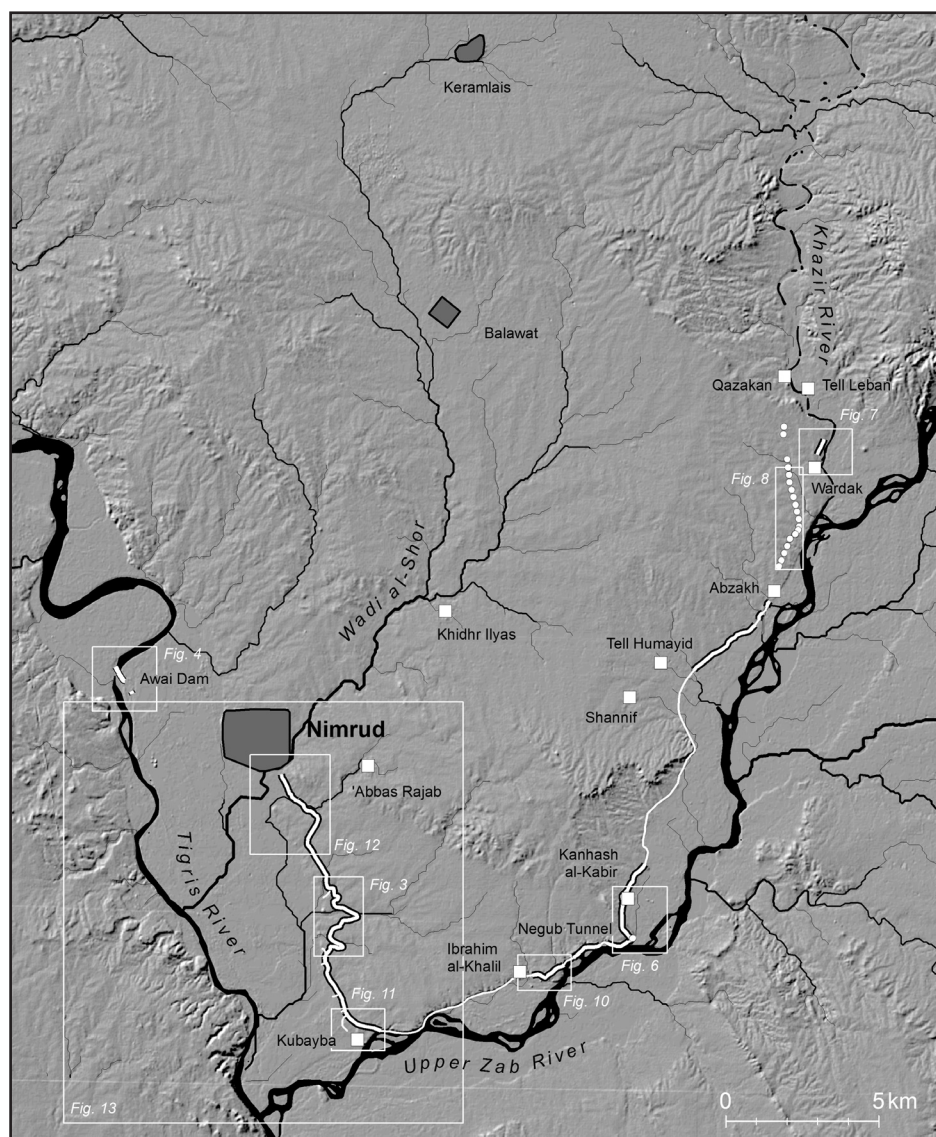 Keramlais
Khazir River
Balawat
Qazakan
Tell Leban
Fig. 7
Fig. 8
Wardak
Wadi al-Shor
Abzakh
Khidhr Ilyas
Tell Humayid
Fig. 4
Awai Dam
Shannif
Nimrud
'Abbas Rajab
Fig. 12
Tigris River
Kanhash
al-Kabir
Fig. 3
Negub Tunnel
Ibrahim
al-Khalil
Fig. 6
Fig. 10
Fig. 11
Kubayba
Upper Zab River
Fig. 13
0 5km